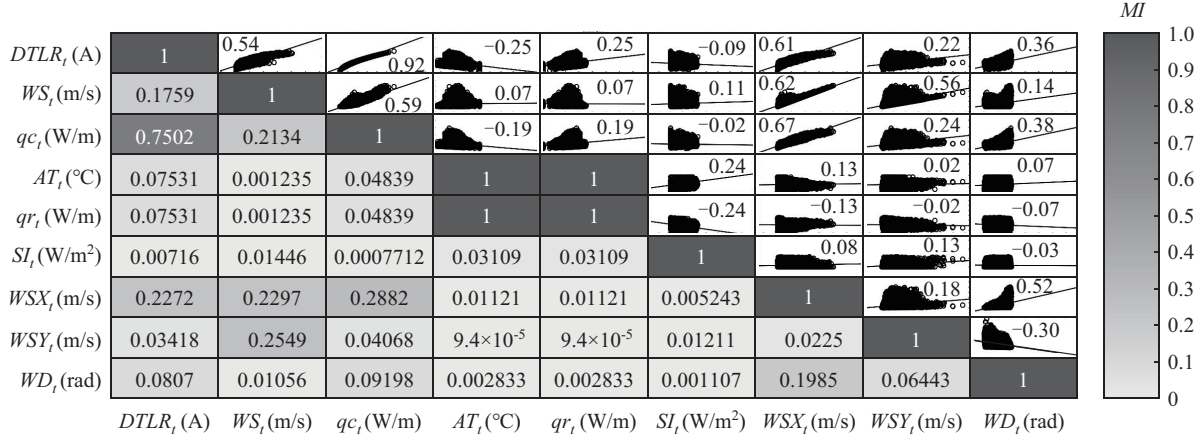 MI
DTLR_t (A) 1 0.54 0.92 −0.25 0.25 −0.09 0.61 0.22 0.36
WS_t (m/s) 0.1759 1 0.59 0.07 0.07 0.11 0.62 0.56 0.14
qc_t (W/m) 0.7502 0.2134 1 −0.19 0.19 −0.02 0.67 0.24 0.38
AT_t (°C) 0.07531 0.001235 0.04839 1 1 0.24 0.13 0.02 0.07
qr_t (W/m) 0.07531 0.001235 0.04839 1 1 −0.24 −0.13 −0.02 −0.07
SI_t (W/m²) 0.00716 0.01446 0.0007712 0.03109 0.03109 1 0.08 0.13 −0.03
WSX_t (m/s) 0.2272 0.2297 0.2882 0.01121 0.01121 0.005243 1 0.18 0.52
WSY_t (m/s) 0.03418 0.2549 0.04068 9.4×10⁻⁵ 9.4×10⁻⁵ 0.01211 0.0225 1 −0.30
WD_t (rad) 0.0807 0.01056 0.09198 0.002833 0.002833 0.001107 0.1985 0.06443 1
DTLR_t (A) WS_t (m/s) qc_t (W/m) AT_t (°C) qr_t (W/m) SI_t (W/m²) WSX_t (m/s) WSY_t (m/s) WD_t (rad)
1.0
0.9
0.8
0.7
0.6
0.5
0.4
0.3
0.2
0.1
0